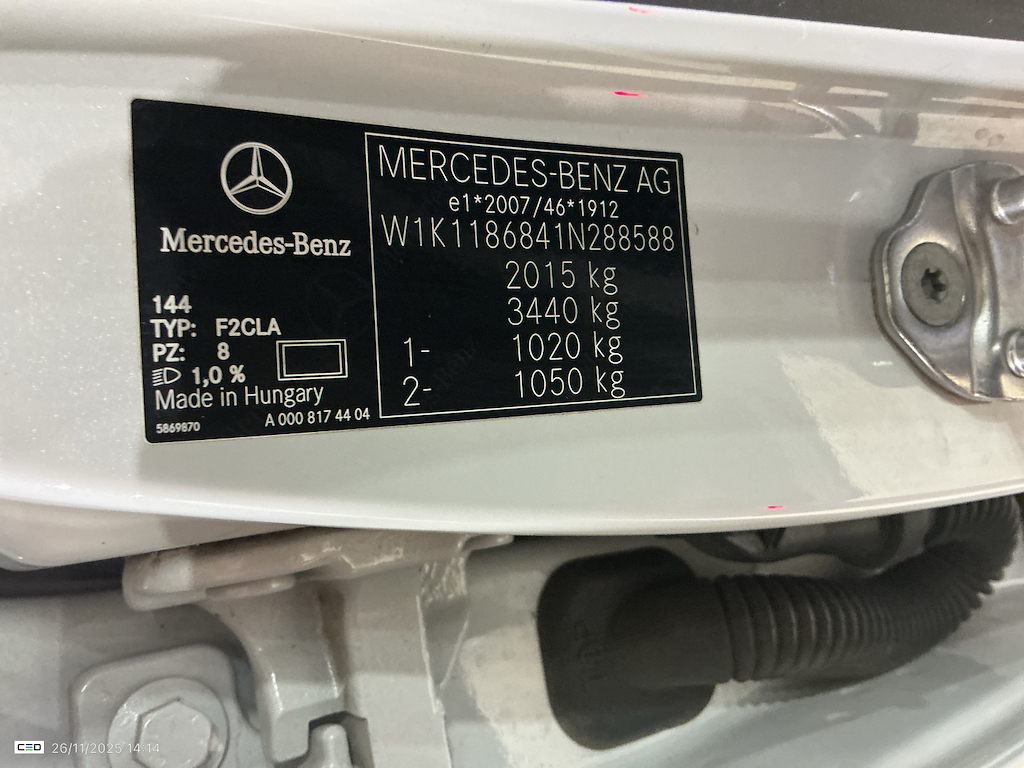 Mercedes-Benz
144
TYP: F2CLA
PZ: 8
1,0 %
Made in Hungary
5869870
A 000 817 44 04
MERCEDES-BENZ AG
e1*2007/46*1912
W1K1186841N288588
2015 kg
3440 kg
1- 1020 kg
2- 1050 kg
CEO 26/11/2025 14:14